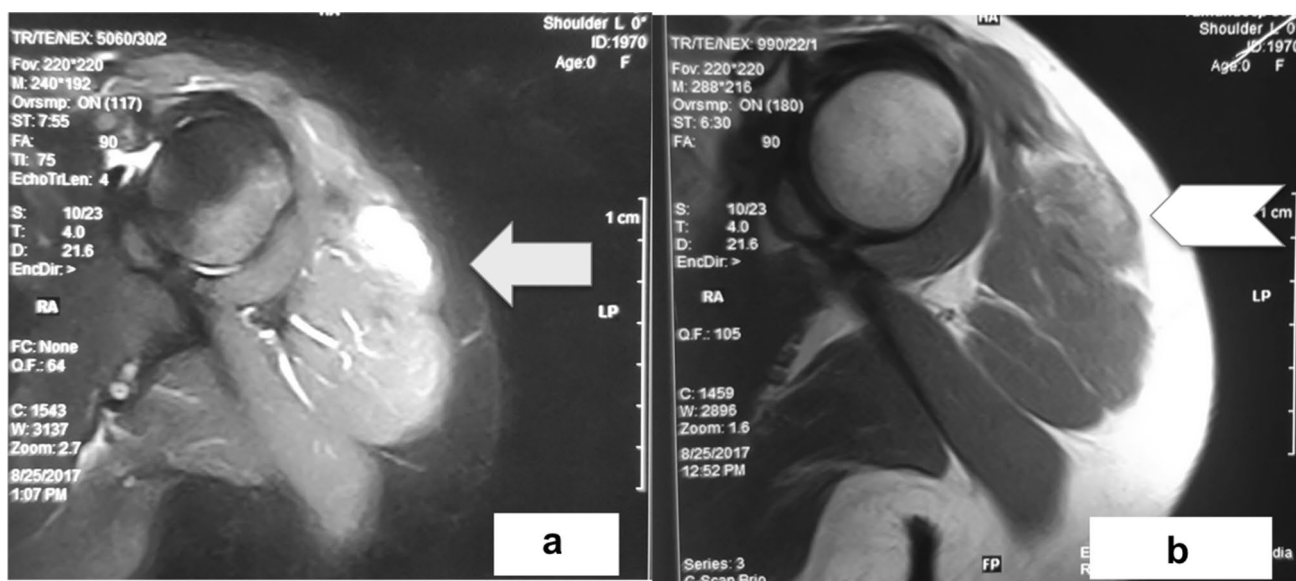 Shoulder L 0°
ID:1970
Age:0 F
TR/TE/NEX: 5060/30/2
Fov: 220*220
M: 240*192
Ovrsmp: ON (117)
ST: 7:55
FA: 90
TI: 75
EchoTrLen: 4
S: 10/23
T: 4.0
D: 21.6
EncDir: >
RA
FC: None
Q.F.: 64
C: 1543
W: 3137
Zoom: 2.7
8/25/2017
1:07 PM
1 cm
LP
a
HA
Shoulder L 0°
ID:1970
Age:0 F
TR/TE/NEX: 990/22/1
Fov: 220*220
M: 288*216
Ovrsmp: ON (180)
ST: 6:30
FA: 90
S: 10/23
T: 4.0
D: 21.6
EncDir: >
RA
Q.F.: 105
C: 1459
W: 2896
Zoom: 1.6
8/25/2017
12:52 PM
Series: 3
cm
LP
FP
b